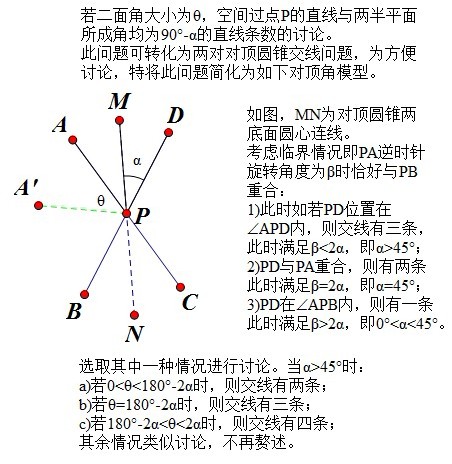 若二面角大小为θ，空间过点P的直线与两半平面
所成角均为90°-α的直线条数的讨论。
此问题可转化为两对对顶圆锥交线问题，为方便
讨论，特将此问题简化为如下对顶角模型。
M
A
D
α
A'
θ
P
B
C
N
如图，MN为对顶圆锥两
底面圆心连线。
考虑临界情况即PA逆时针
旋转角度为β时恰好与PB
重合：
1)此时如若PD位置在
∠APD内，则交线有三条，
此时满足β<2α，即α>45°；
2)PD与PA重合，则有两条
此时满足β=2α，即α=45°；
3)PD在∠APB内，则有一条
此时满足β>2α，即0°<α<45°。
选取其中一种情况进行讨论。当α>45°时：
a)若0<θ<180°-2α时，则交线有两条；
b)若θ=180°-2α时，则交线有三条；
c)若180°-2α<θ<2α时，则交线有四条；
其余情况类似讨论，不再赘述。